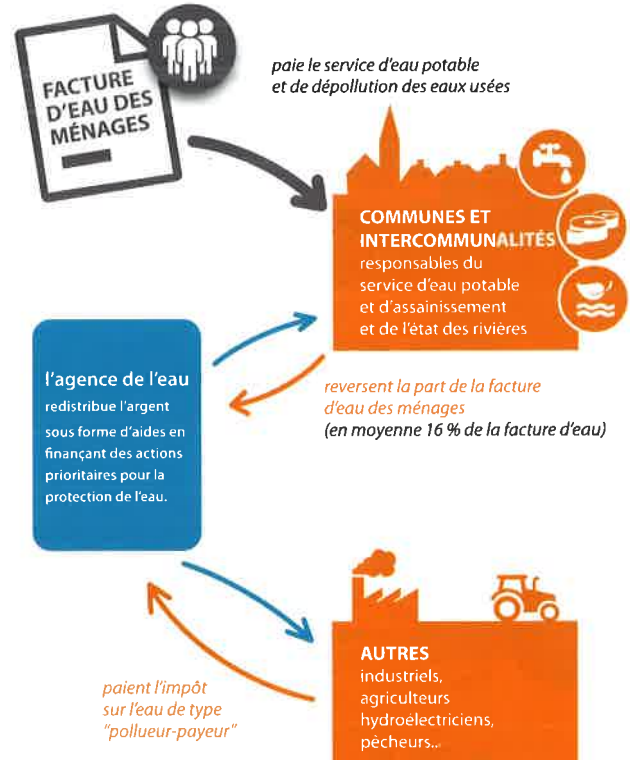 FACTURE
D'EAU DES
MÉNAGES
paie le service d'eau potable
et de dépollution des eaux usées
COMMUNES ET
INTERCOMMUNALITÉS
responsables du
service d'eau potable
et d'assainissement
et de l'état des rivières
l'agence de l'eau
redistribue l'argent
sous forme d'aides en
finançant des actions
prioritaires pour la
protection de l'eau.
reversent la part de la facture
d'eau des ménages
(en moyenne 16 % de la facture d'eau)
AUTRES
industriels,
agriculteurs
hydroélectriciens,
pêcheurs...
paient l'impôt
sur l'eau de type
"pollueur-payeur"